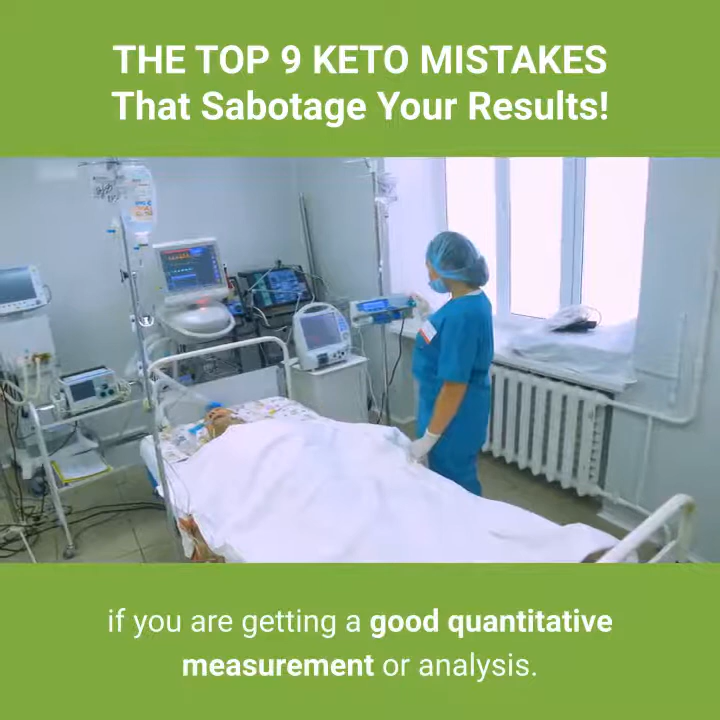 THE TOP 9 KETO MISTAKES
That Sabotage Your Results!
if you are getting a good quantitative
measurement or analysis.